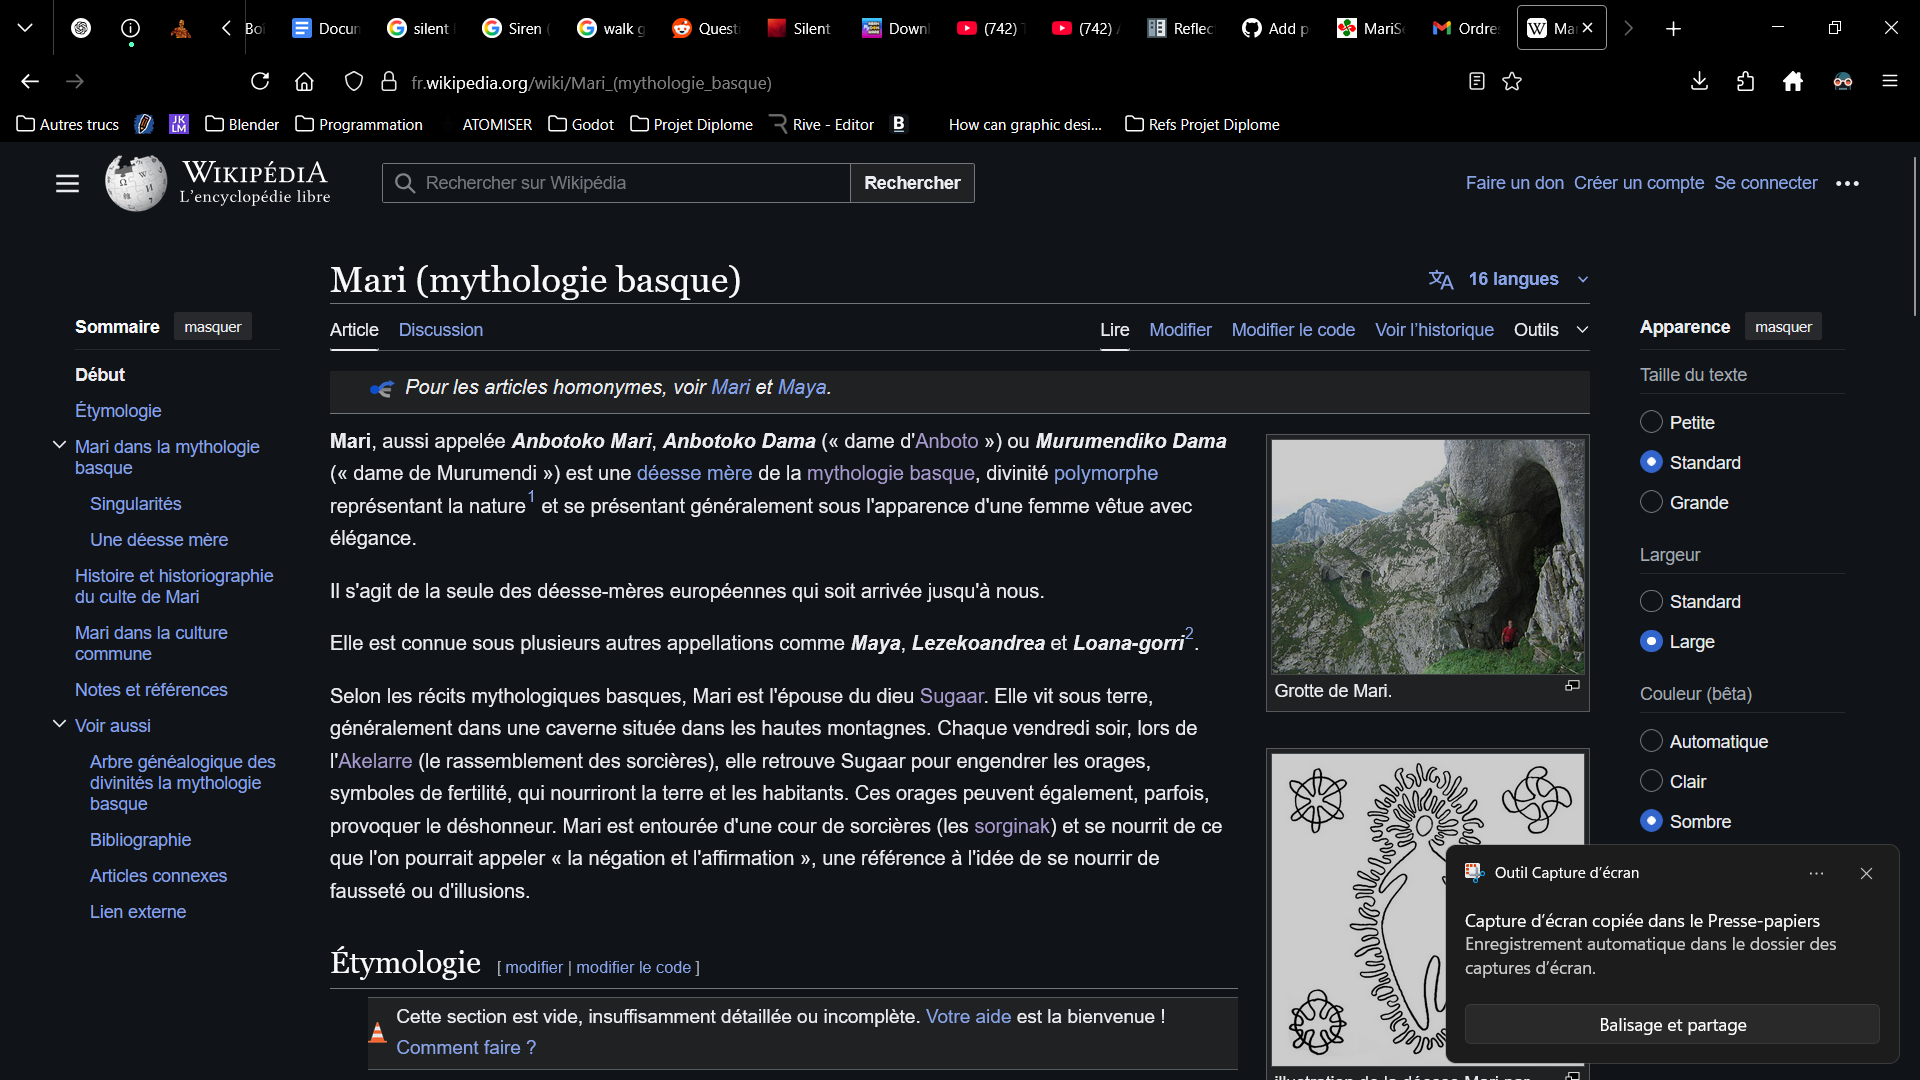 Docun
silent
Siren (
walk g
Questi
Silent
Downl
(742) T
(742)
Reflec
Add p
MariSo
Ordres
Mar
fr.wikipedia.org/wiki/Mari_(mythologie_basque)
Autres trucs
JK LM
Blender
Programmation
ATOMISER
Godot
Projet Diplome
Rive - Editor
B
How can graphic desi...
Refs Projet Diplome
WIKIPÉDIA
L'encyclopédie libre
Rechercher sur Wikipédia
Rechercher
Faire un don Créer un compte Se connecter
Mari (mythologie basque)
16 langues
Article Discussion
Lire Modifier Modifier le code Voir l’historique Outils
Sommaire masquer
Début
Étymologie
Mari dans la mythologie
basque
Singularités
Une déesse mère
Histoire et historiographie
du culte de Mari
Mari dans la culture
commune
Notes et références
Voir aussi
Arbre généalogique des
divinités la mythologie
basque
Bibliographie
Articles connexes
Lien externe
Pour les articles homonymes, voir Mari et Maya.
Mari, aussi appelée Anbotoko Mari, Anbotoko Dama (« dame d'Anboto ») ou Murumendiko Dama
(« dame de Murumendi ») est une déesse mère de la mythologie basque, divinité polymorphe
représentant la nature1 et se présentant généralement sous l'apparence d'une femme vêtue avec
élégance.
Il s'agit de la seule des déesse-mères européennes qui soit arrivée jusqu'à nous.
Elle est connue sous plusieurs autres appellations comme Maya, Lezekoandrea et Loana-gorri2.
Selon les récits mythologiques basques, Mari est l'épouse du dieu Sugaar. Elle vit sous terre,
généralement dans une caverne située dans les hautes montagnes. Chaque vendredi soir, lors de
l'Akelarre (le rassemblement des sorcières), elle retrouve Sugaar pour engendrer les orages,
symboles de fertilité, qui nourriront la terre et les habitants. Ces orages peuvent également, parfois,
provoquer le déshonneur. Mari est entourée d'une cour de sorcières (les sorginak) et se nourrit de ce
que l'on pourrait appeler « la négation et l'affirmation », une référence à l'idée de se nourrir de
fausseté ou d'illusions.
Étymologie [ modifier | modifier le code ]
Cette section est vide, insuffisamment détaillée ou incomplète. Votre aide est la bienvenue !
Comment faire ?
Grotte de Mari.
Apparence masquer
Taille du texte
Petite
Standard
Grande
Largeur
Standard
Large
Couleur (bêta)
Automatique
Clair
Sombre
Outil Capture d’écran
Capture d’écran copiée dans le Presse-papiers
Enregistrement automatique dans le dossier des
captures d’écran.
Balisage et partage